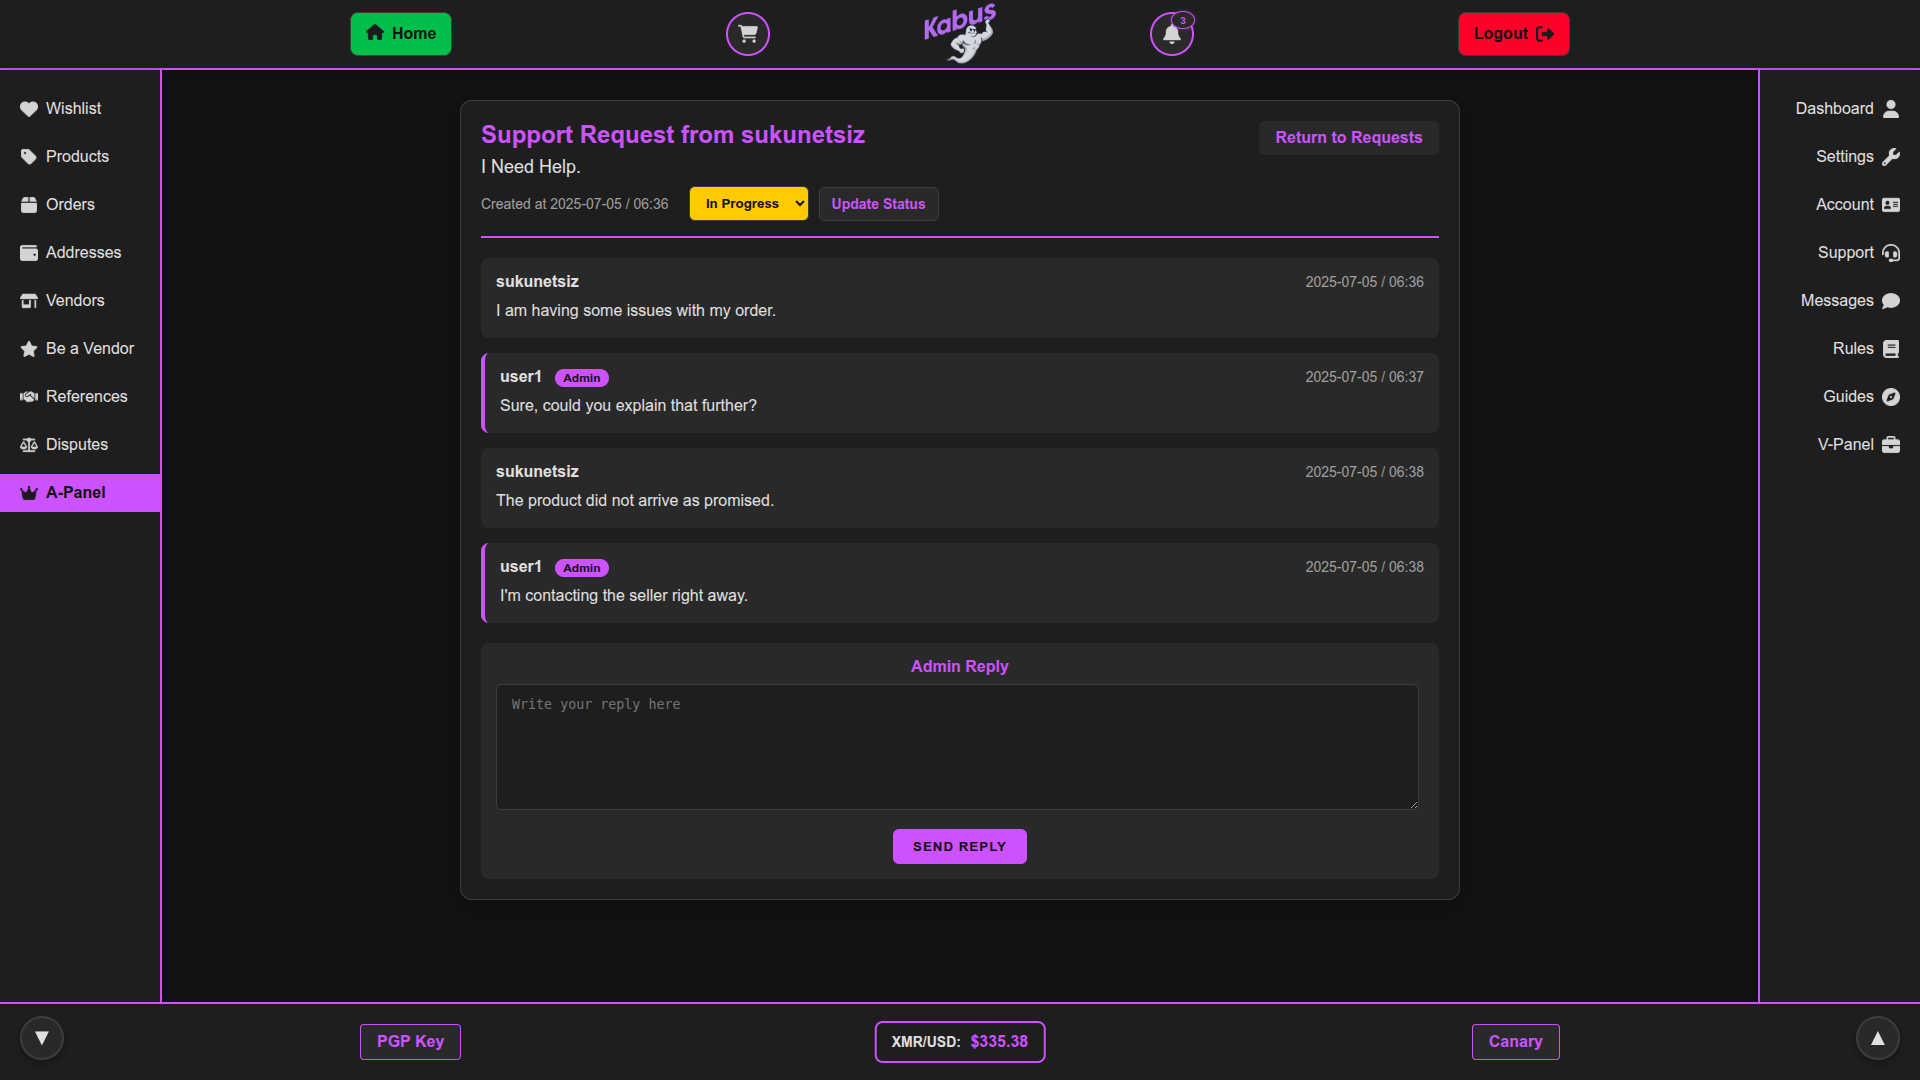 Home
Kabus
3
Logout
Wishlist
Products
Orders
Addresses
Vendors
Be a Vendor
References
Disputes
A-Panel
Support Request from sukunetsiz
Return to Requests
I Need Help.
Created at 2025-07-05 / 06:36
In Progress
Update Status
sukunetsiz
2025-07-05 / 06:36
I am having some issues with my order.
user1 Admin
2025-07-05 / 06:37
Sure, could you explain that further?
sukunetsiz
2025-07-05 / 06:38
The product did not arrive as promised.
user1 Admin
2025-07-05 / 06:38
I'm contacting the seller right away.
Admin Reply
Write your reply here
SEND REPLY
Dashboard
Settings
Account
Support
Messages
Rules
Guides
V-Panel
PGP Key
XMR/USD: $335.38
Canary